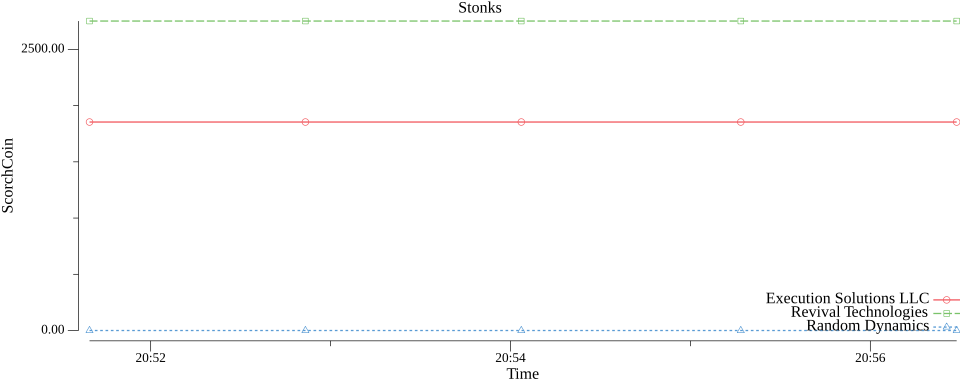 Stonks
2500.00
ScorchCoin
0.00
Execution Solutions LLC
Revival Technologies
Random Dynamics
20:52
20:54
20:56
Time